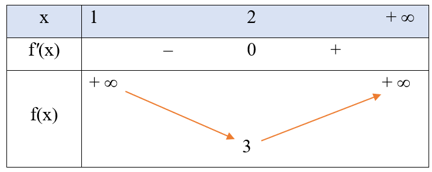 x 1 2 + ∞
f′(x) – 0 +
+ ∞ + ∞
f(x)
3